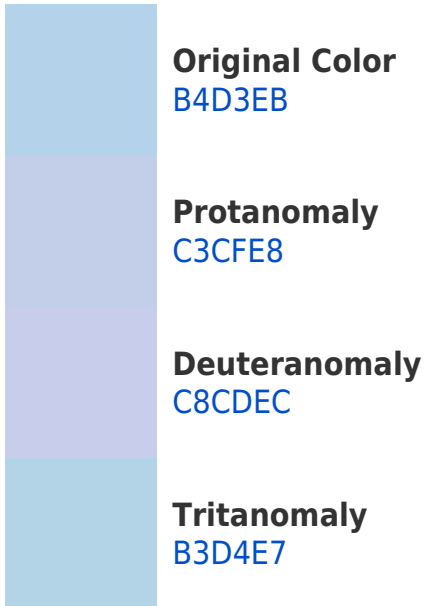 Original Color
B4D3EB
Protanomaly
C3CFE8
Deuteranomaly
C8CDEC
Tritanomaly
B3D4E7